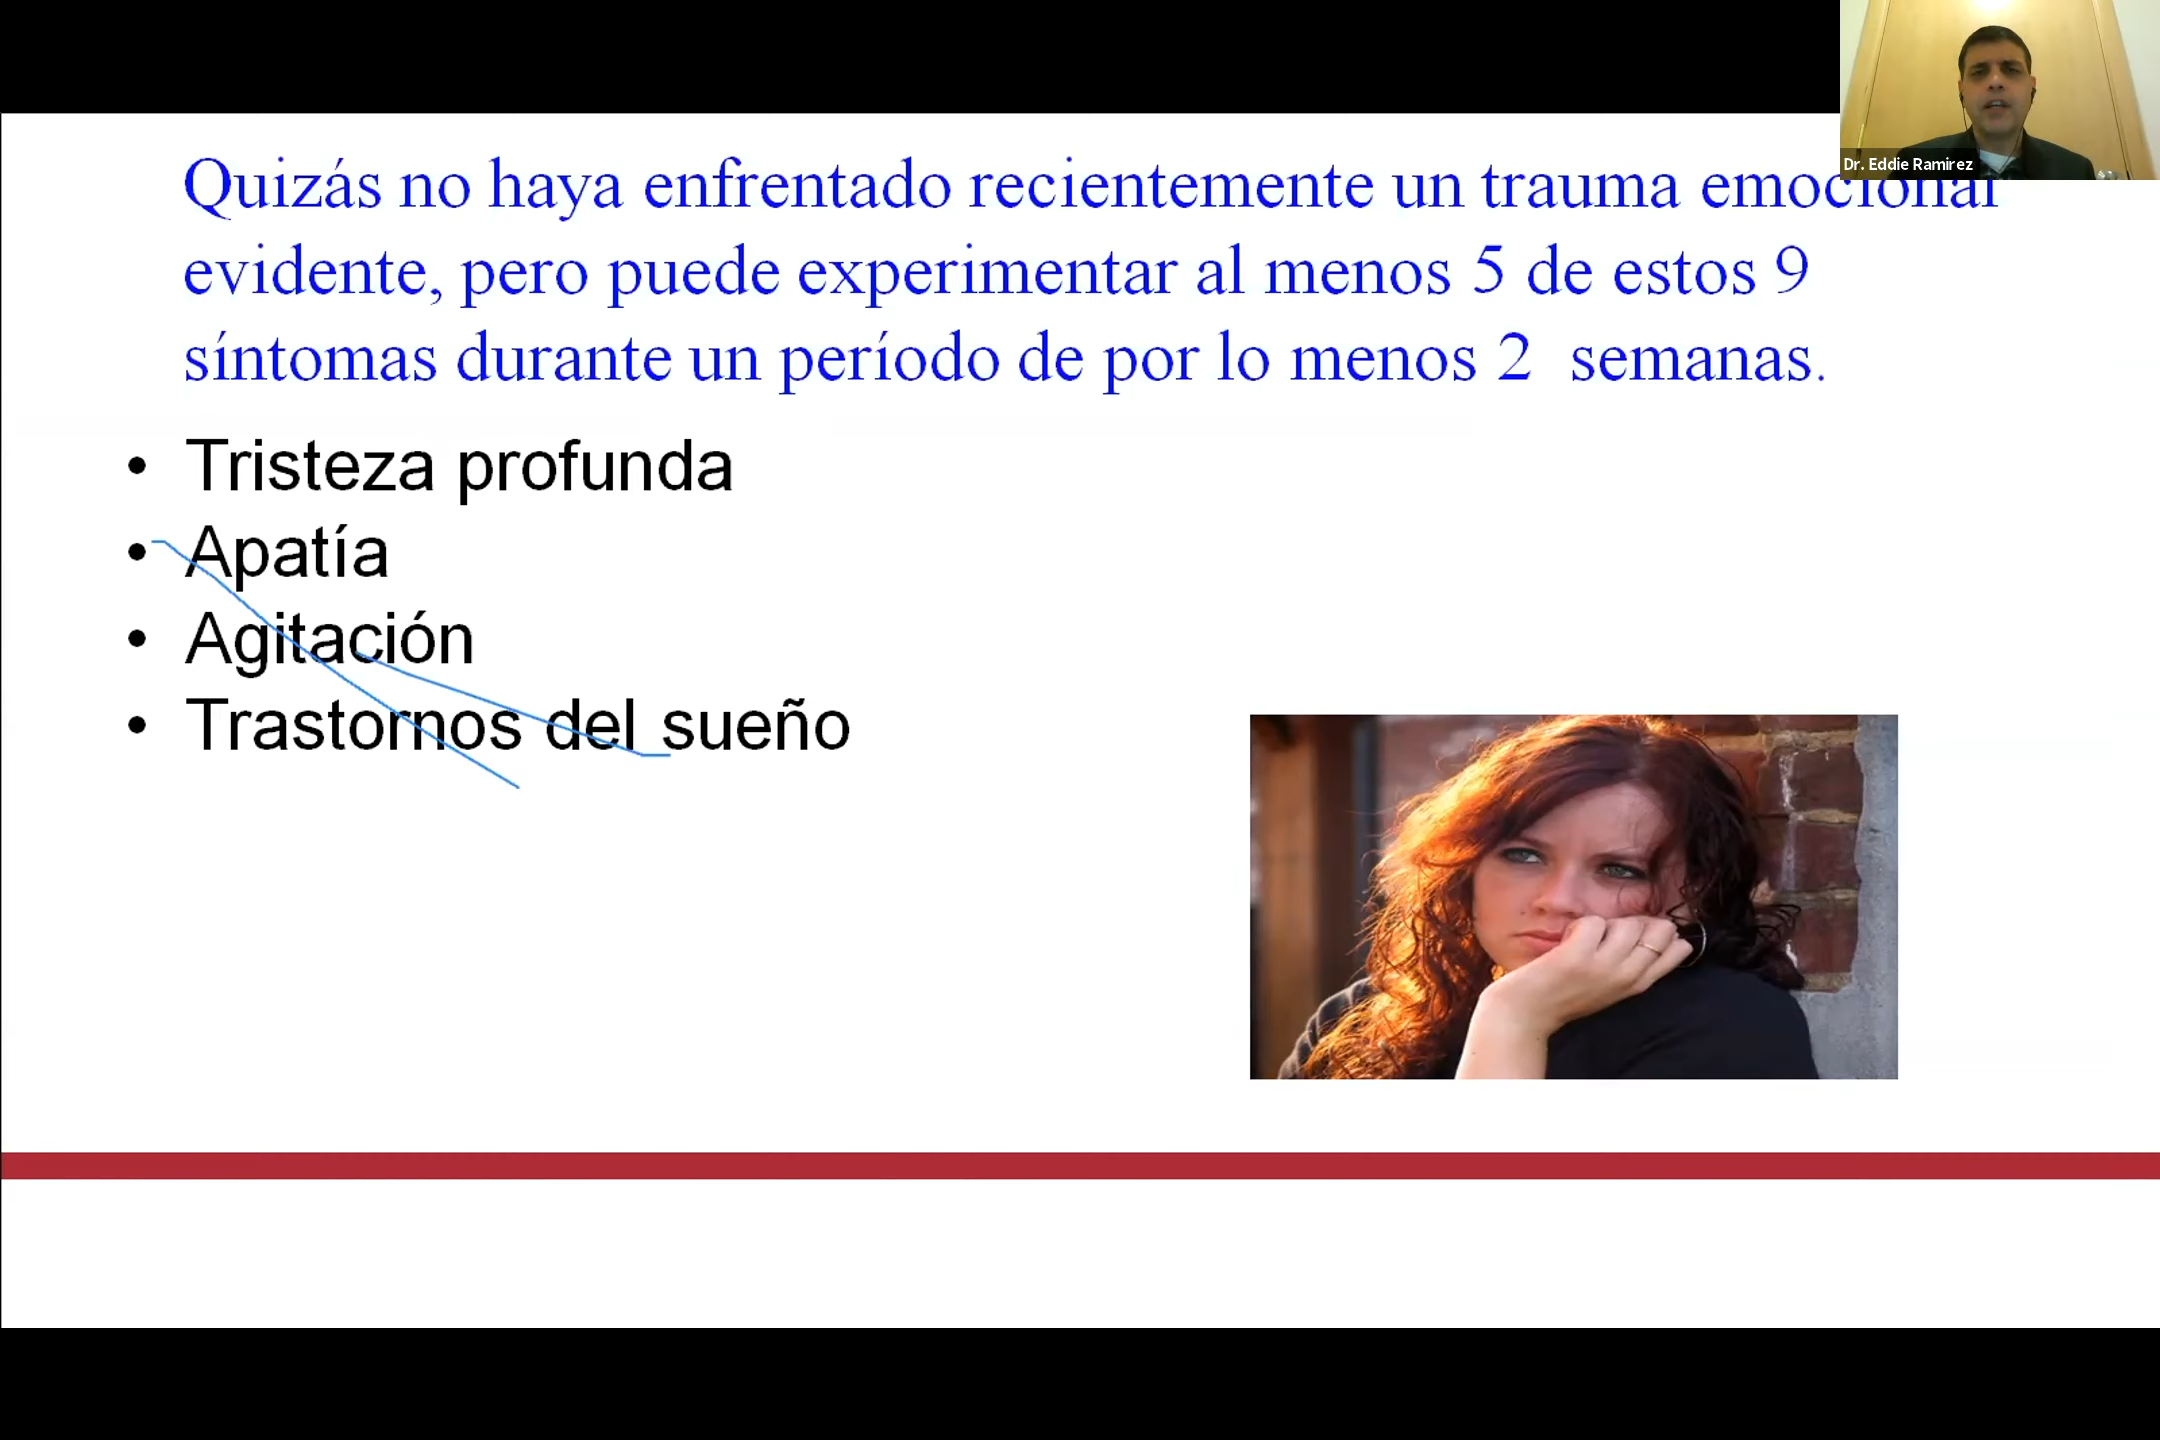 Dr. Eddie Ramirez
Quizás no haya enfrentado recientemente un trauma emocional
evidente, pero puede experimentar al menos 5 de estos 9
síntomas durante un período de por lo menos 2 semanas.
• Tristeza profunda
• Apatía
• Agitación
• Trastornos del sueño